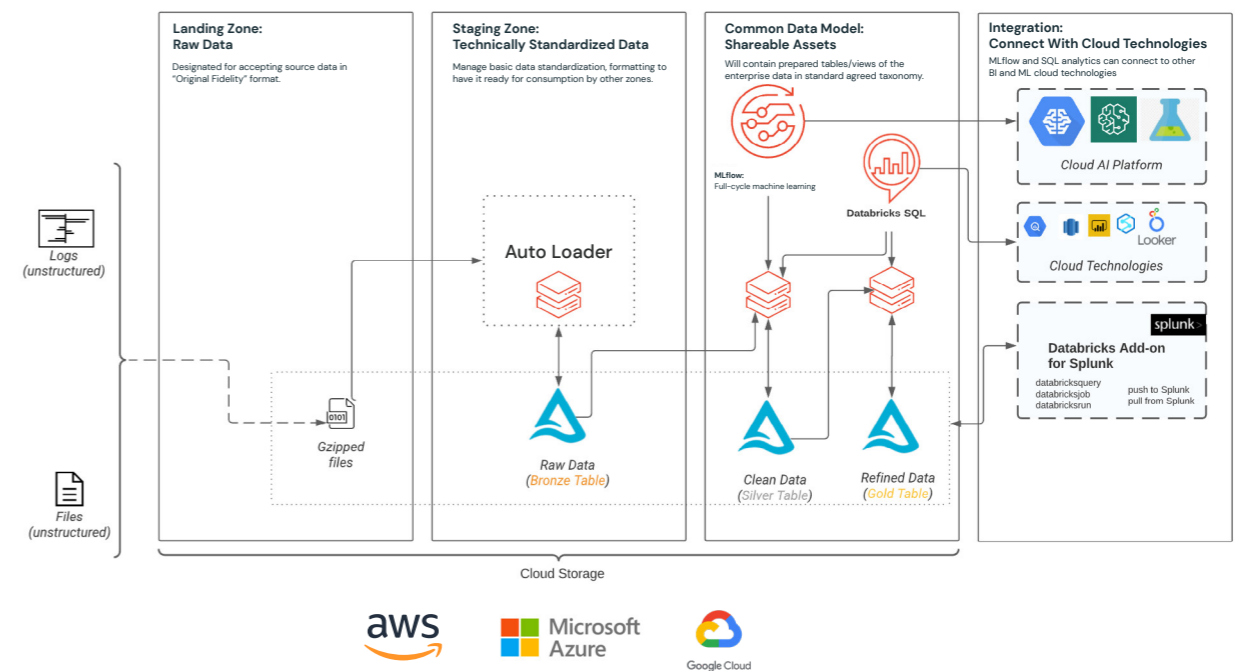 Landing Zone:
Raw Data
Designated for accepting source data in
“Original Fidelity” format.
Staging Zone:
Technically Standardized Data
Manage basic data standardization, formatting to
have it ready for consumption by other zones.
Common Data Model:
Shareable Assets
Will contain prepared tables/views of the
enterprise data in standard agreed taxonomy.
Integration:
Connect With Cloud Technologies
MLflow and SQL analytics can connect to other
BI and ML cloud technologies
Logs
(unstructured)
Files
(unstructured)
0101
Gzipped
files
Auto Loader
Raw Data
(Bronze Table)
MLflow:
Full-cycle machine learning
Databricks SQL
Clean Data
(Silver Table)
Refined Data
(Gold Table)
Cloud AI Platform
Looker
Cloud Technologies
splunk>
Databricks Add-on
for Splunk
databricksquery
databricksjob
databricksrun
push to Splunk
pull from Splunk
Cloud Storage
aws
Microsoft
Azure
Google Cloud